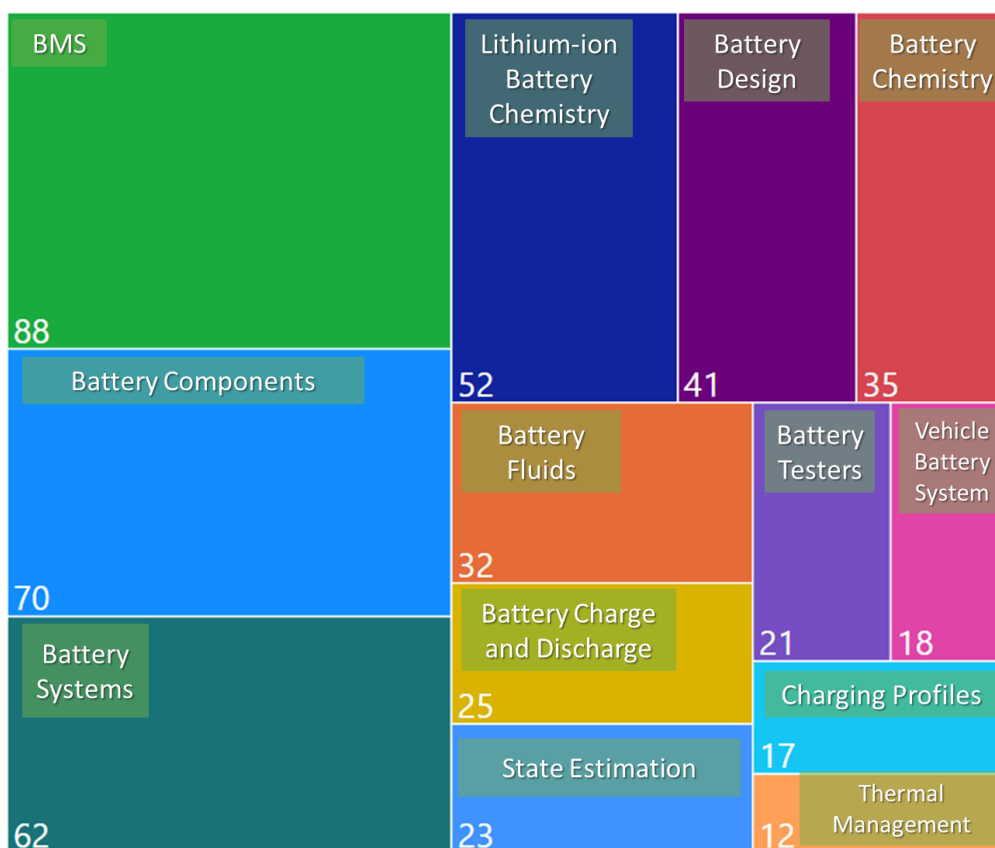 BMS
88
Lithium-ion
Battery
Chemistry
52
Battery
Design
41
Battery
Chemistry
35
Battery Components
70
Battery
Fluids
32
Battery
Testers
21
Vehicle
Battery
System
18
Battery Charge
and Discharge
25
Battery
Systems
62
State Estimation
23
Charging Profiles
17
Thermal
Management
12